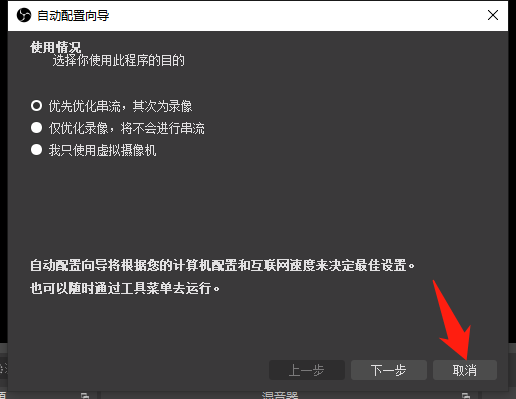 自动配置向导
使用情况
选择你使用此程序的目的
优先优化串流，其次为录像
仅优化录像，将不会进行串流
我只使用虚拟摄像机
自动配置向导将根据您的计算机配置和互联网速度来决定最佳设置。
也可以随时通过工具菜单去运行。
上一步 下一步 取消
混音器